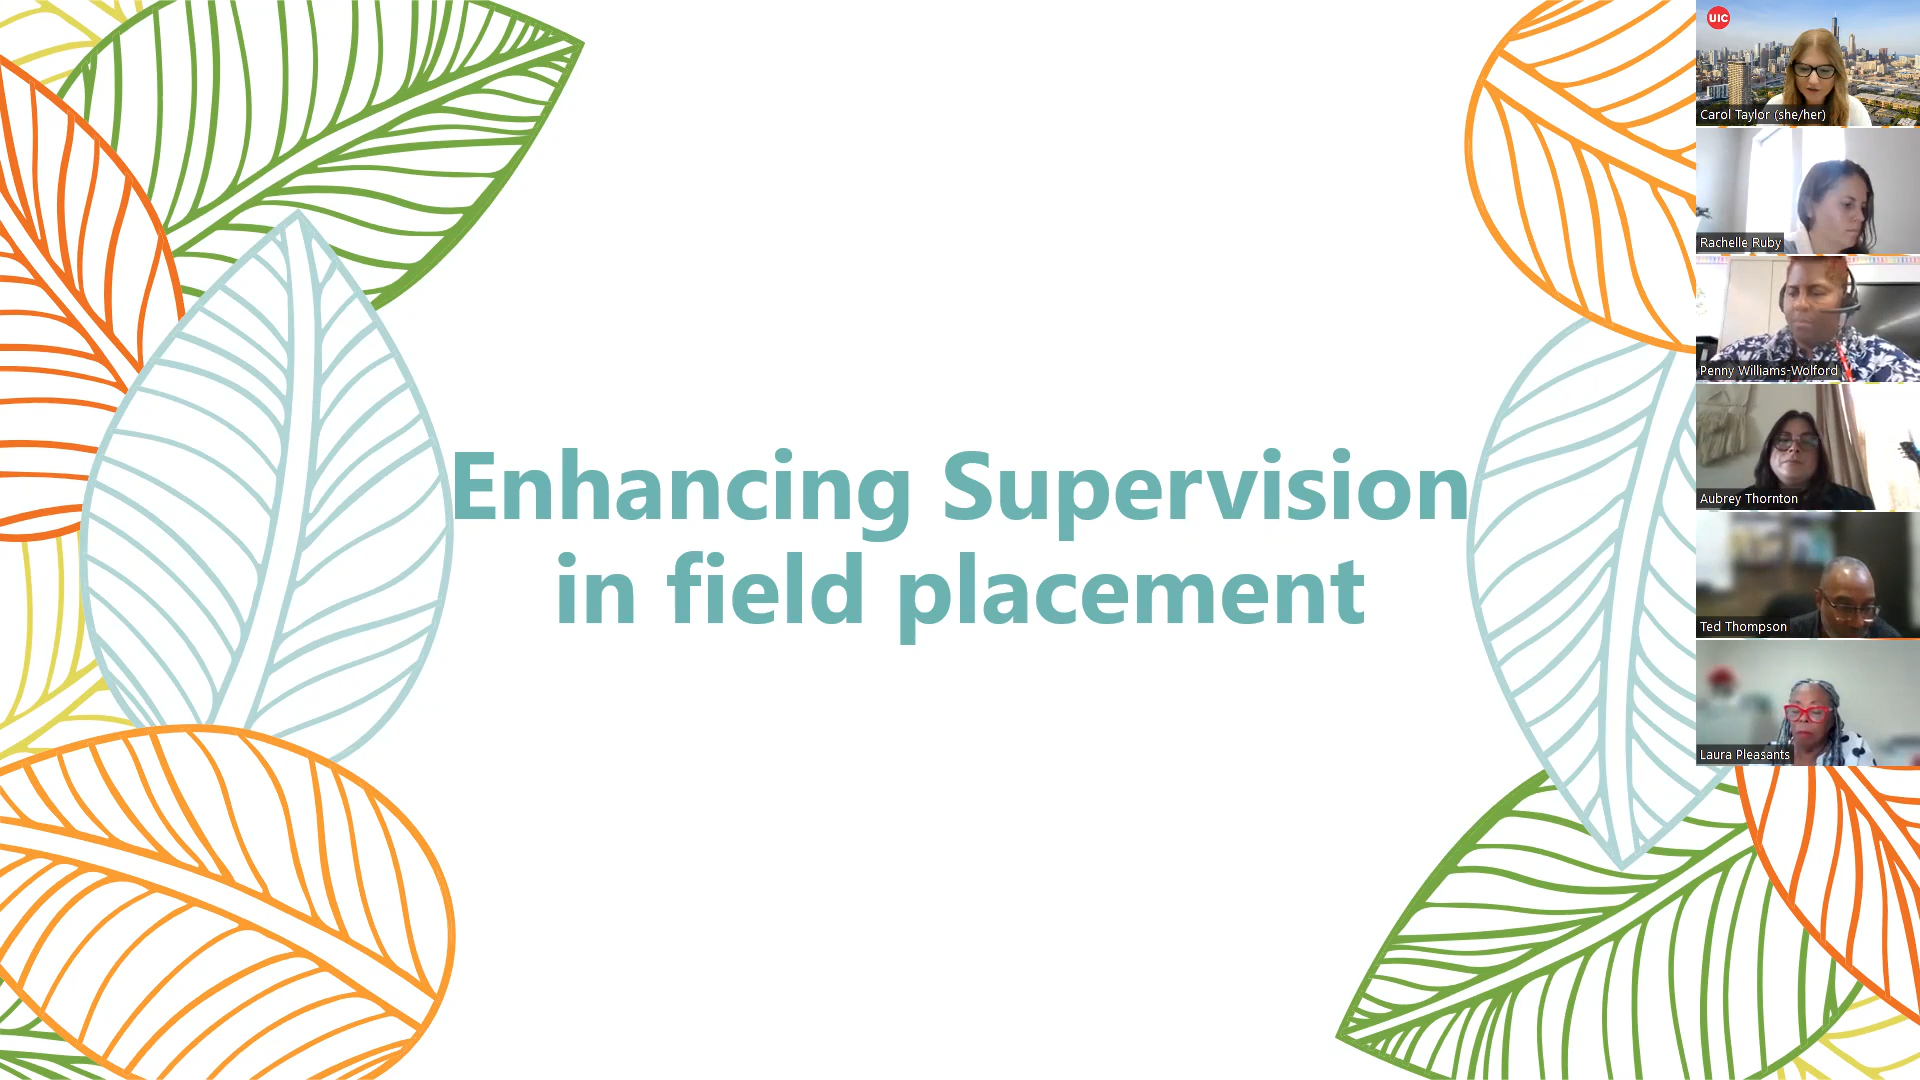 Enhancing Supervision
in field placement
UIC
Carol Taylor (she/her)
Rachelle Ruby
Penny Williams-Wolford
Aubrey Thornton
Ted Thompson
Laura Pleasants